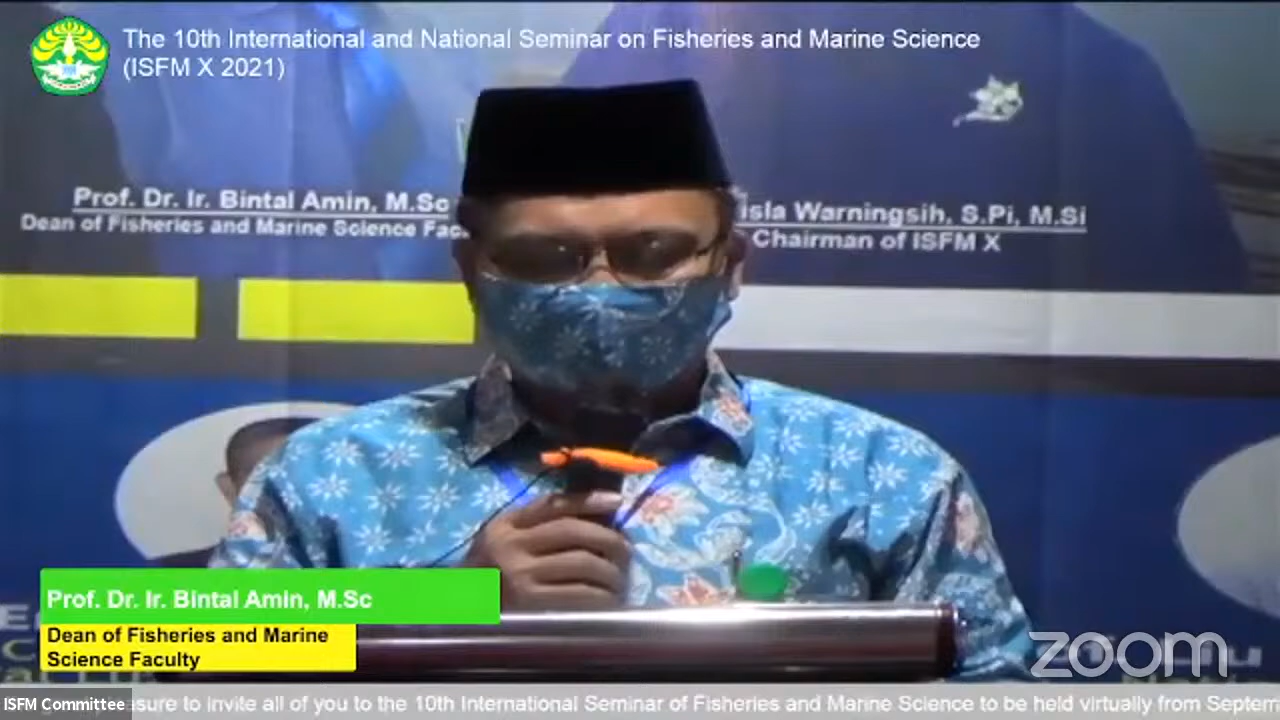 The 10th International and National Seminar on Fisheries and Marine Science
(ISFM X 2021)
Prof. Dr. Ir. Bintal Amin, M.Sc
Dean of Fisheries and Marine Science Fac
isla Warningsih, S.Pi, M.Si
Chairman of ISFM X
Prof. Dr. Ir. Bintal Amin, M.Sc
Dean of Fisheries and Marine
Science Faculty
zoom
ISFM Committee
sure to invite all of you to the 10th International Seminar of Fisheries and Marine Science to be held virtually from Septem